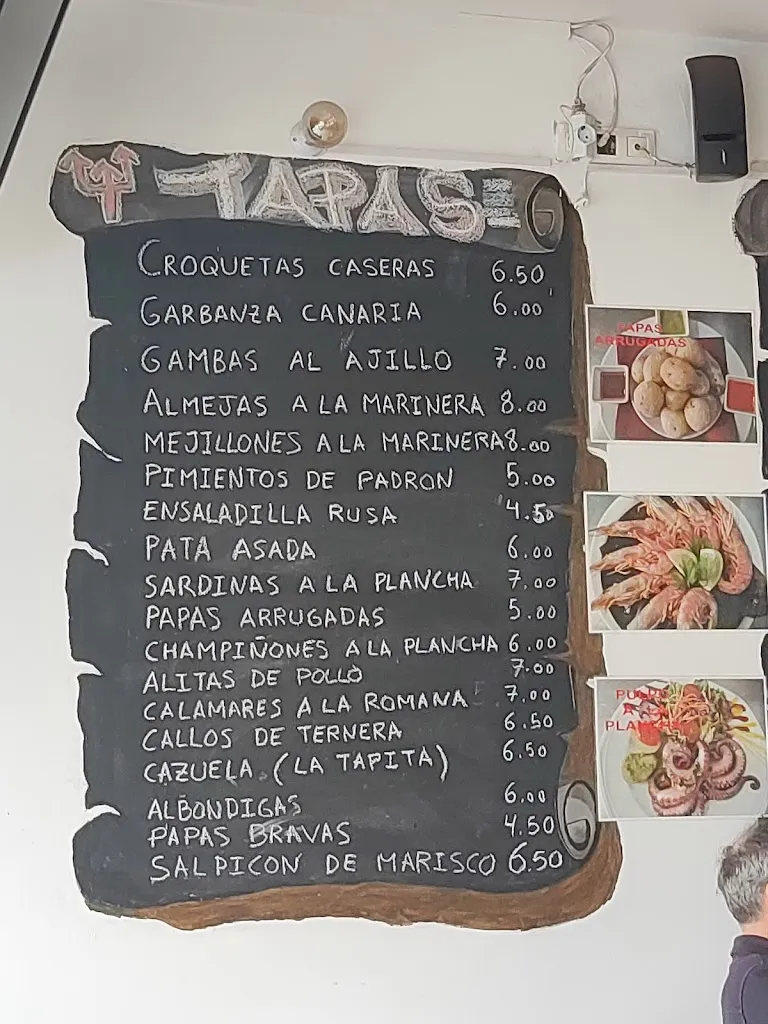 TAPAS
CROQUETAS CASERAS 6.50
GARBANZA CANARIA 6.00
GAMBAS AL AJILLO 7.00
ALMEJAS A LA MARINERA 8.00
MEJILLONES A LA MARINERA 8.00
PIMIENTOS DE PADRON 5.00
ENSALADILLA RUSA 4.50
PATA ASADA 6.00
SARDINAS A LA PLANCHA 7.00
PAPAS ARRUGADAS 5.00
CHAMPIÑONES A LA PLANCHA 6.00
ALITAS DE POLLO 7.00
CALAMARES A LA ROMANA 7.00
CALLOS DE TERNERA 6.50
CAZUELA (LA TAPITA) 6.50
ALBONDIGAS 6.00
PAPAS BRAVAS 4.50
SALPICON DE MARISCO 6.50
PAPAS
ARRUGADAS